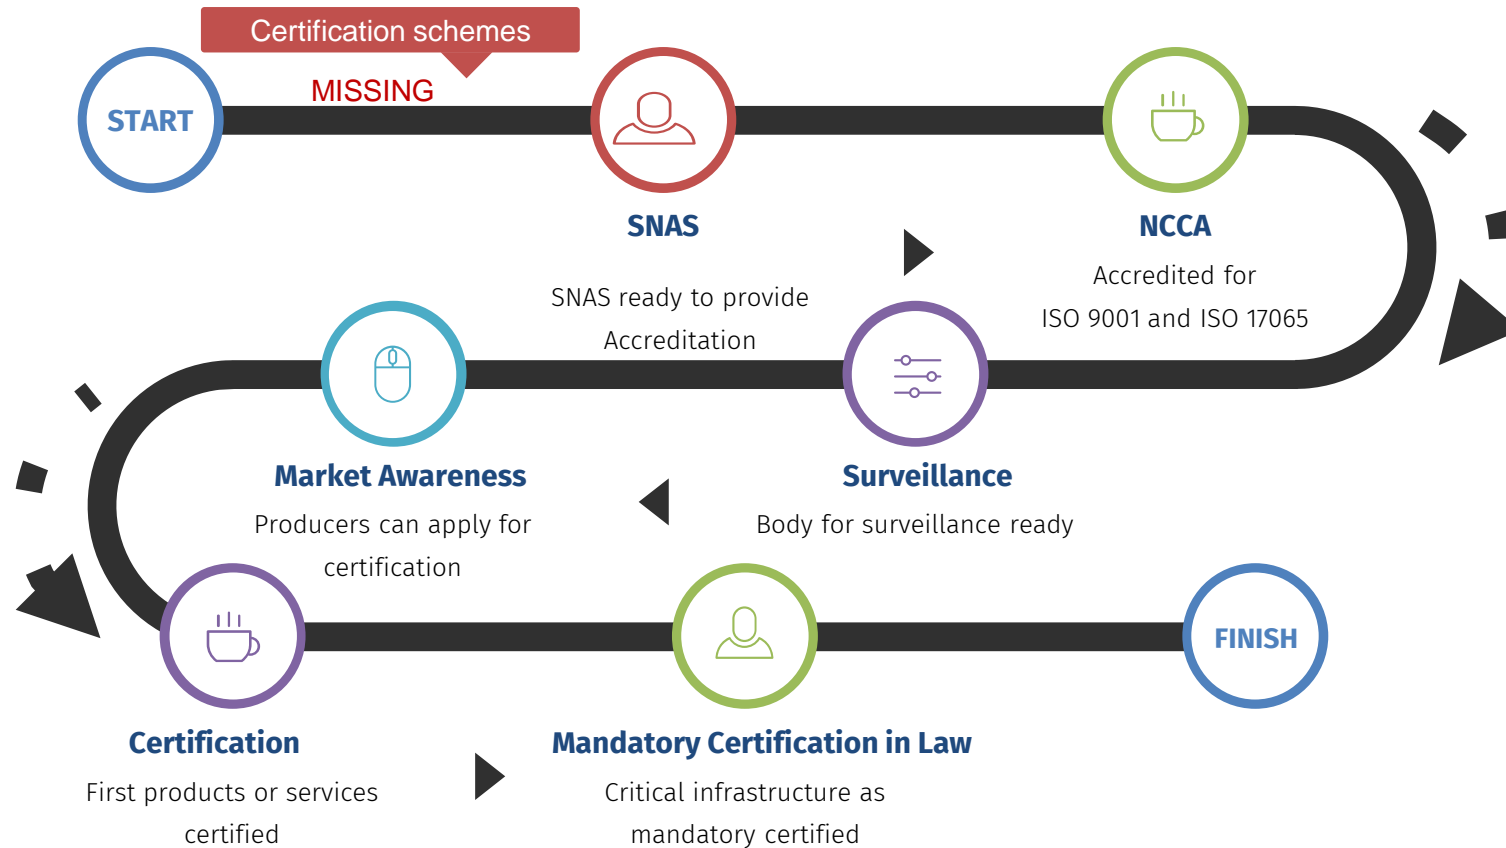 Certification schemes
MISSING
START
SNAS
SNAS ready to provide
Accreditation
NCCA
Accredited for
ISO 9001 and ISO 17065
Surveillance
Body for surveillance ready
Market Awareness
Producers can apply for
certification
Certification
First products or services
certified
Mandatory Certification in Law
Critical infrastructure as
mandatory certified
FINISH